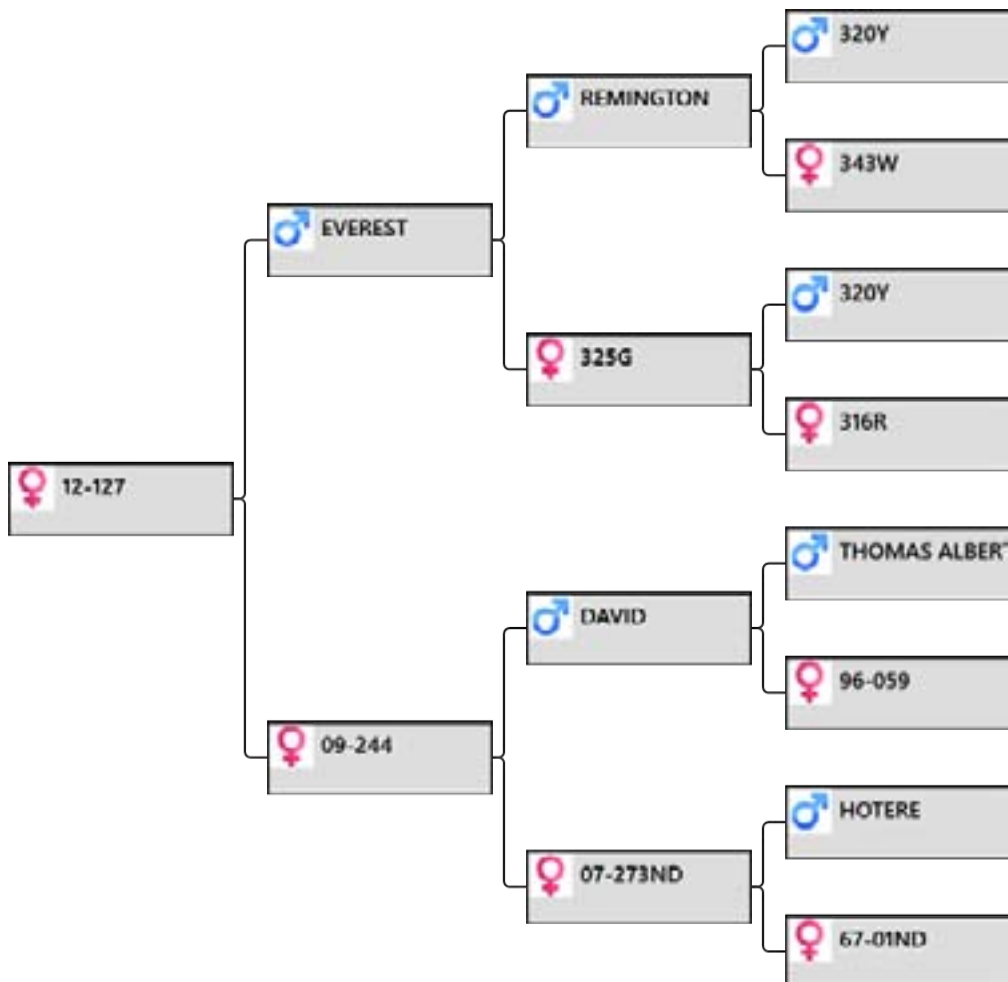 320Y
REMINGTON
343W
EVEREST
320Y
325G
316R
12-127
THOMAS ALBERT
DAVID
96-059
09-244
HOTERE
07-273ND
67-01ND